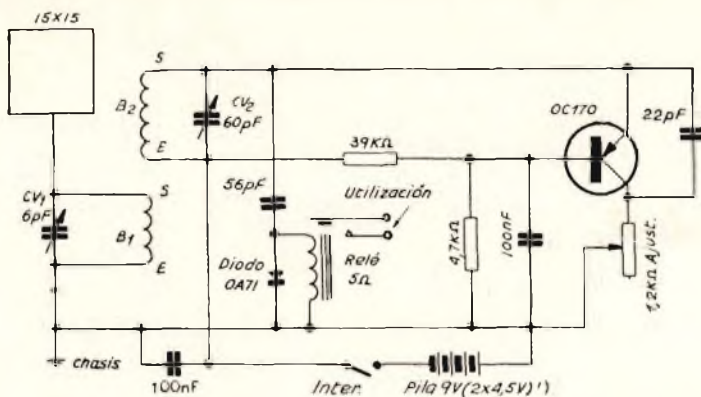 15X15
S
B2
E
CV2
60pF
OC170
22pF
39KΩ
56pF
Utilización
CV1
6pF
S
B1
E
Diodo
OA71
Relé
5Ω
4,7KΩ
100nF
1,2KΩ Ajust.
chasis
100nF
Inter.
Pila 9V(2x4,5V)')